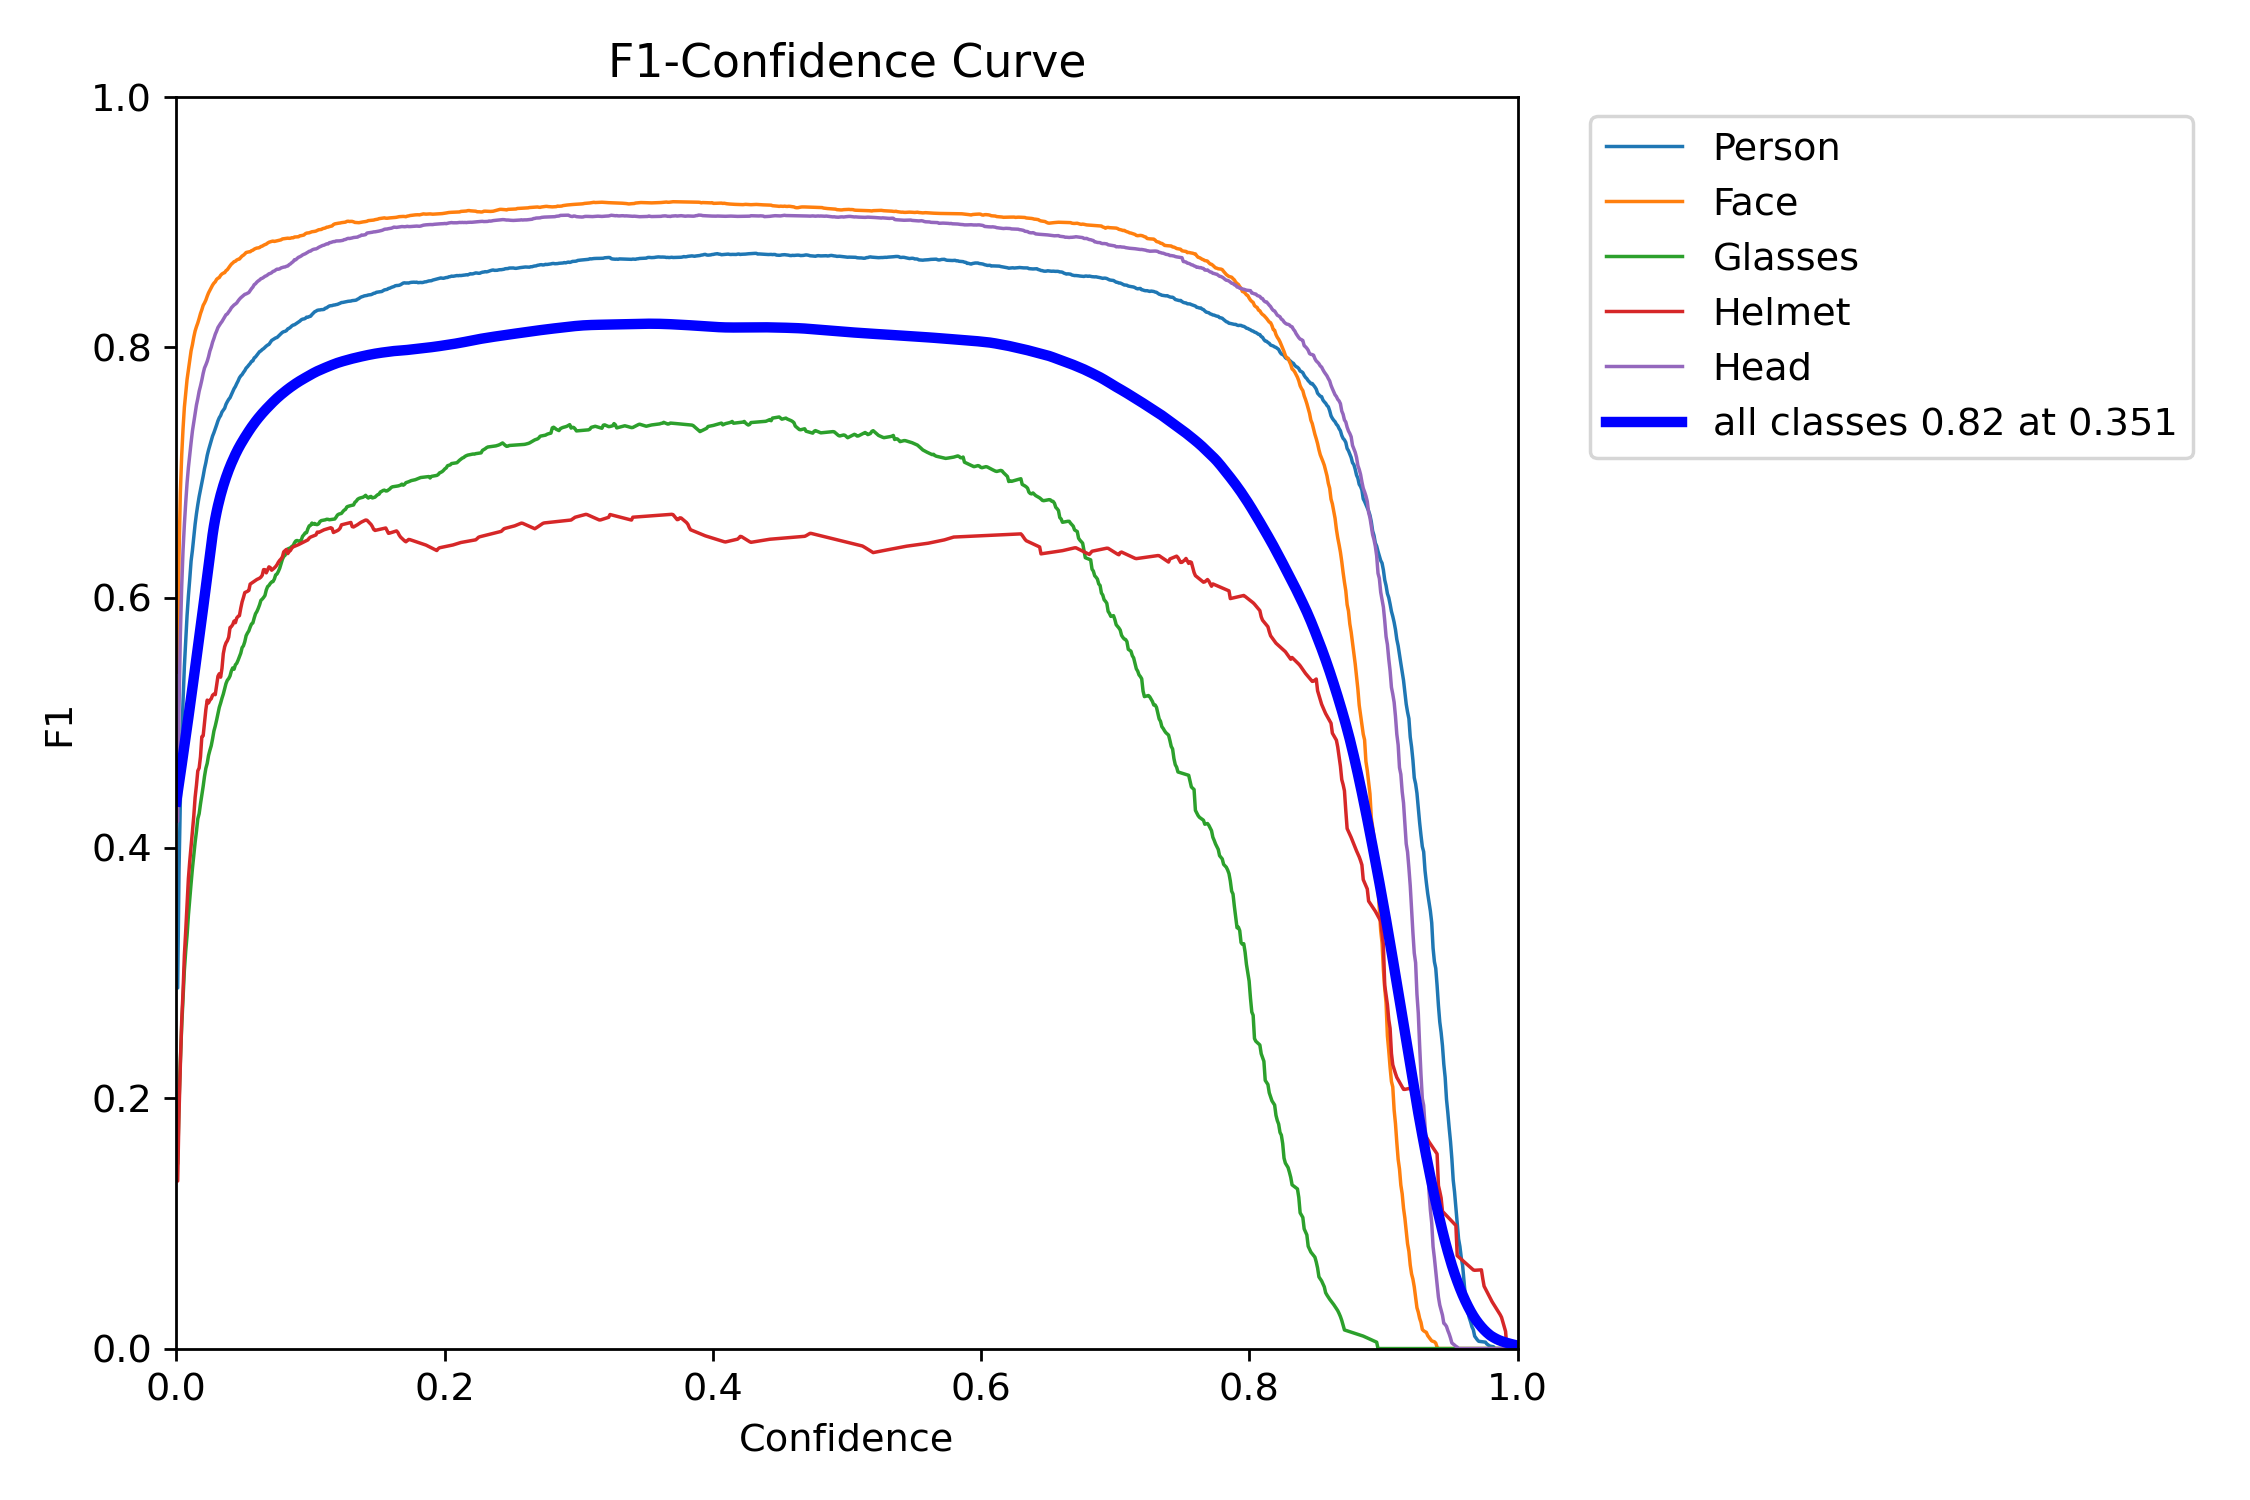 F1-Confidence Curve
1.0
0.8
0.6
0.4
0.2
0.0
F1
0.0 0.2 0.4 0.6 0.8 1.0
Confidence
Person
Face
Glasses
Helmet
Head
all classes 0.82 at 0.351